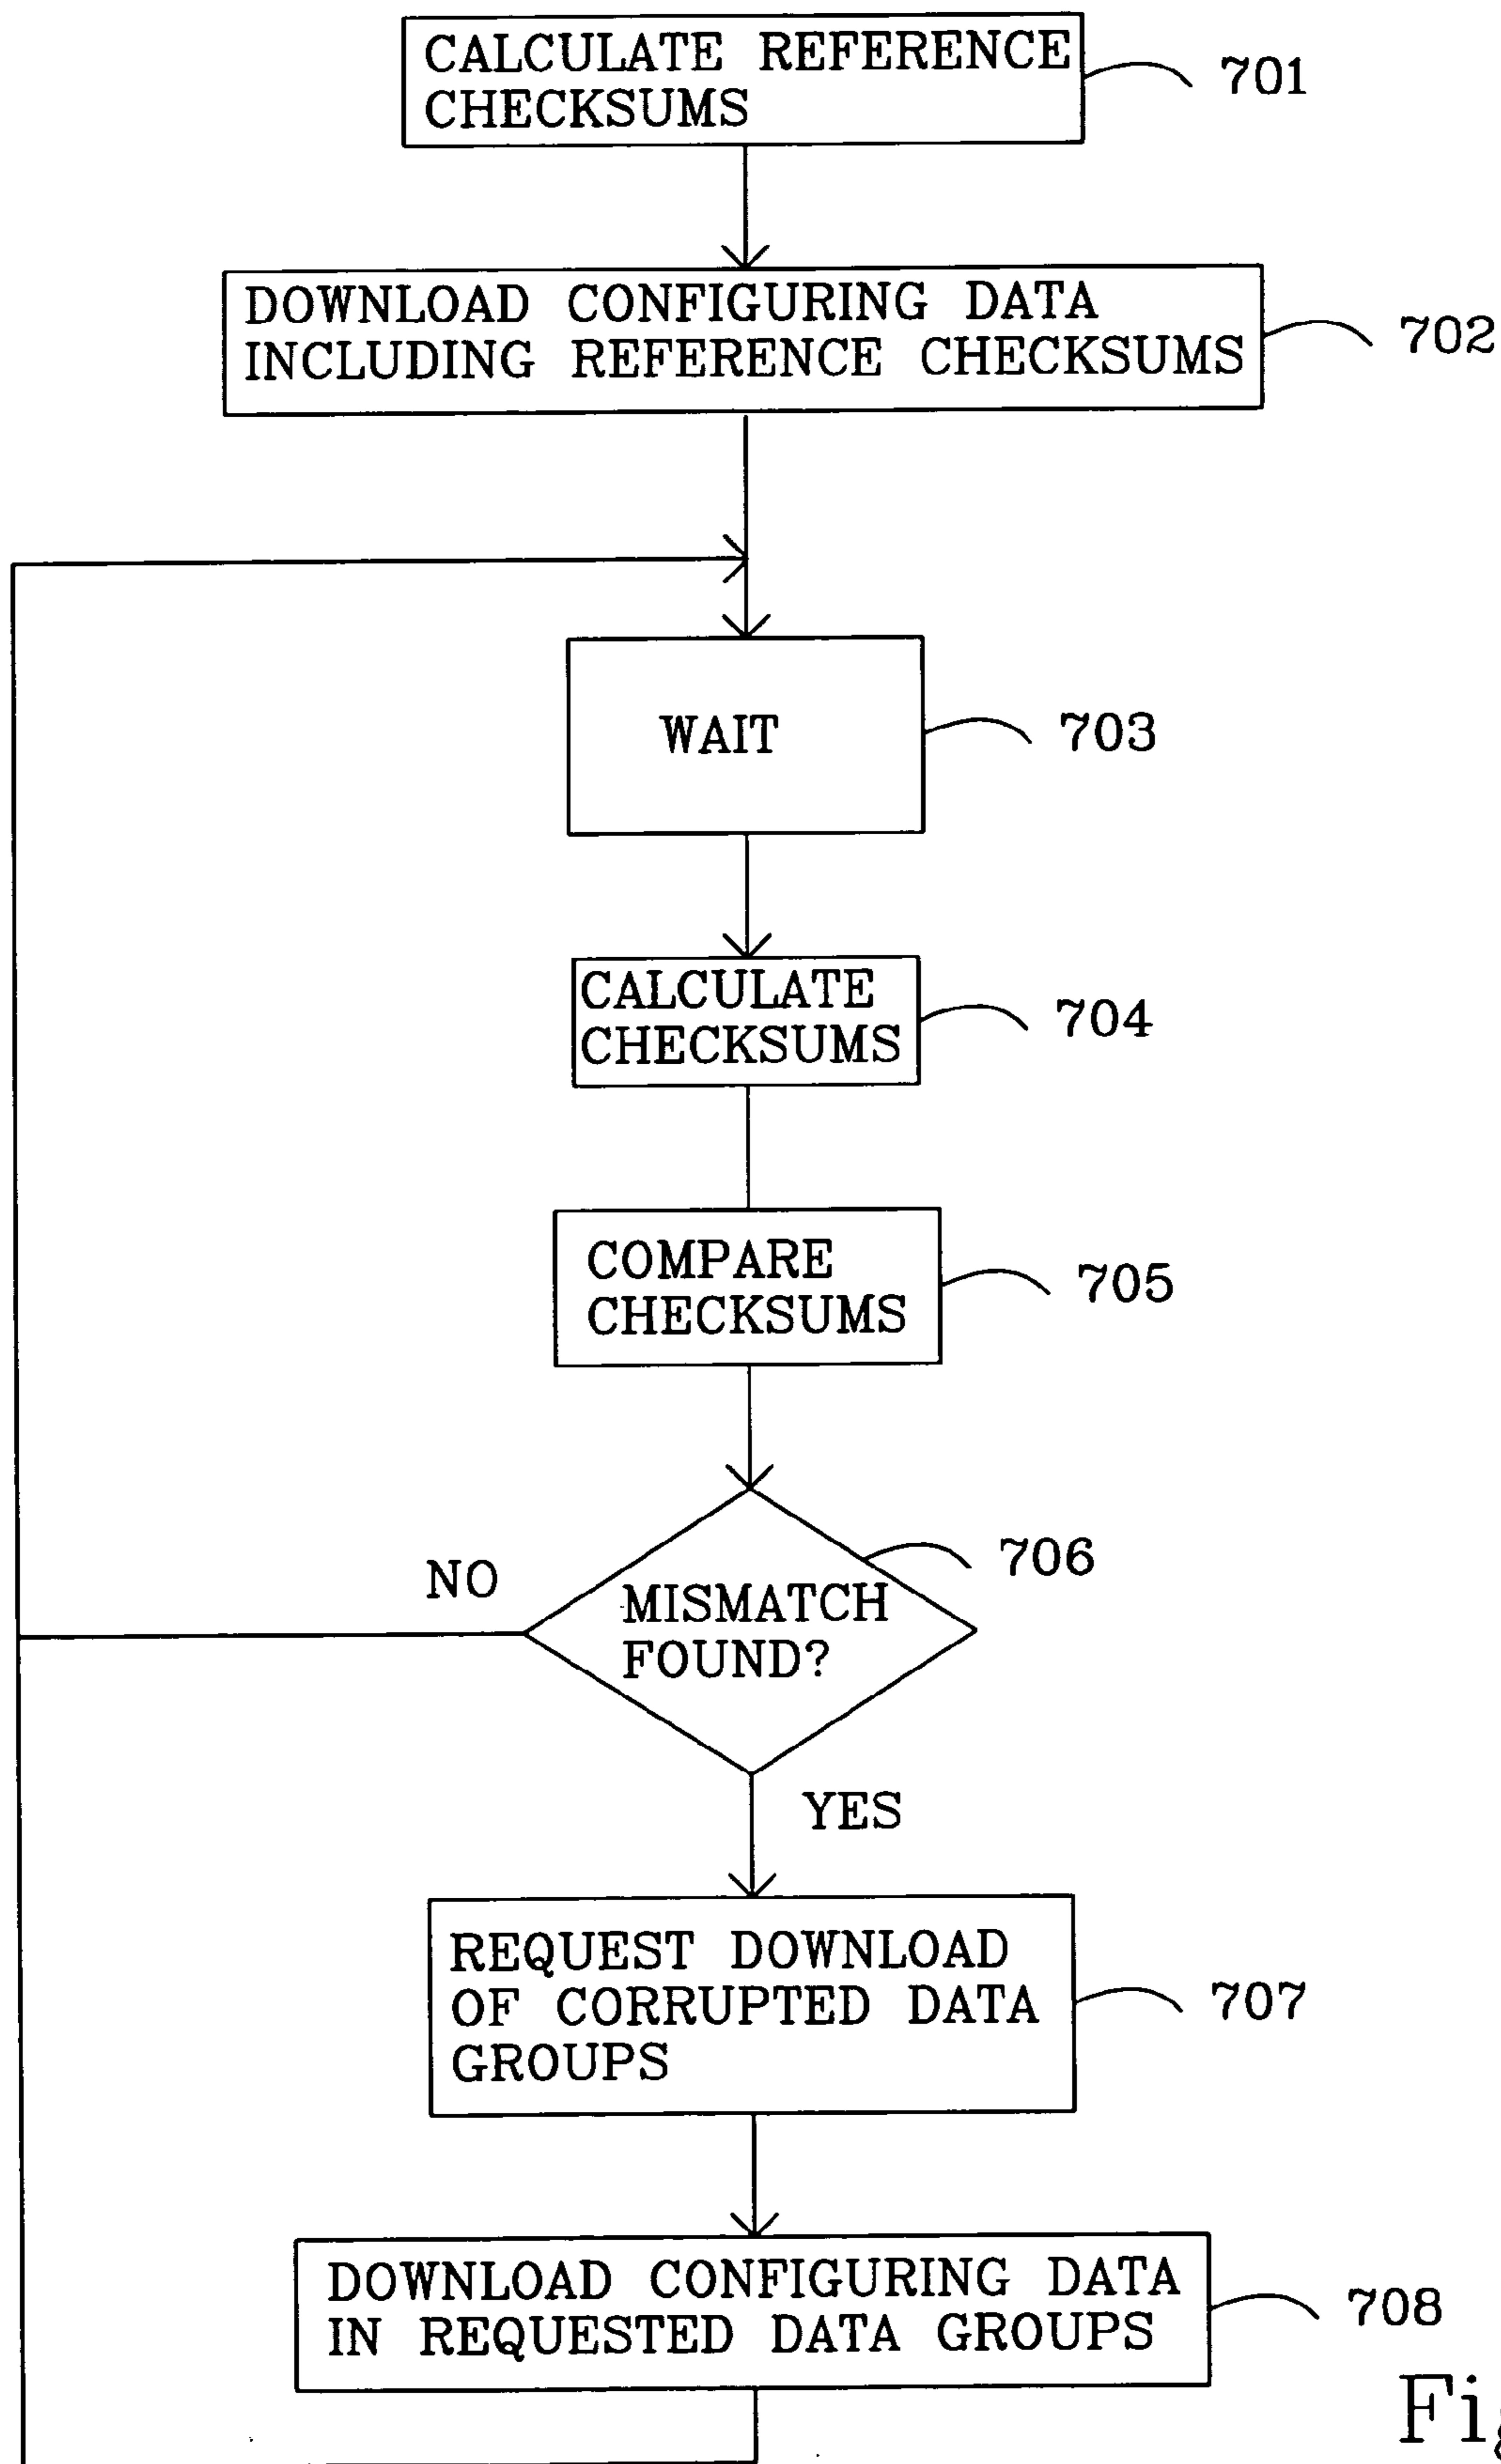 CALCULATE REFERENCE
CHECKSUMS
701
DOWNLOAD CONFIGURING DATA
INCLUDING REFERENCE CHECKSUMS
702
WAIT
703
CALCULATE
CHECKSUMS
704
COMPARE
CHECKSUMS
705
706
NO
MISMATCH
FOUND?
YES
REQUEST DOWNLOAD
OF CORRUPTED DATA
GROUPS
707
DOWNLOAD CONFIGURING DATA
IN REQUESTED DATA GROUPS
708